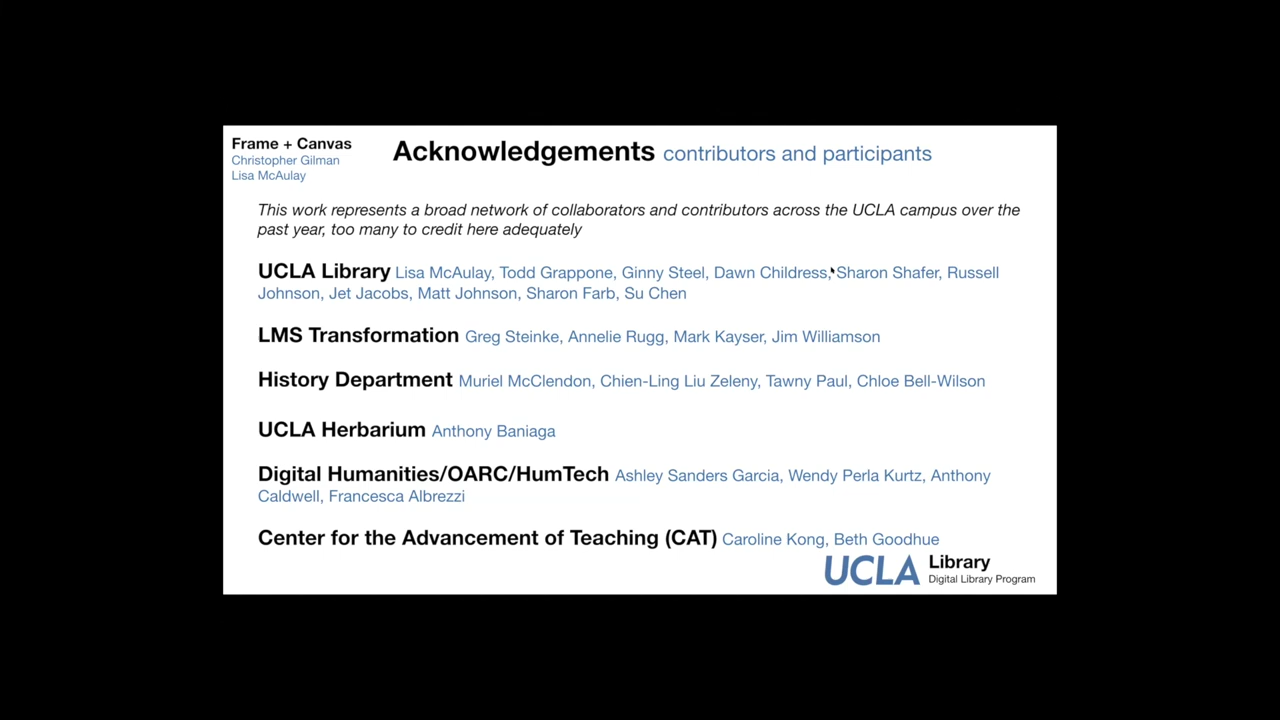 Frame + Canvas
Christopher Gilman
Lisa McAulay
Acknowledgements contributors and participants
This work represents a broad network of collaborators and contributors across the UCLA campus over the
past year, too many to credit here adequately
UCLA Library Lisa McAulay, Todd Grappone, Ginny Steel, Dawn Childress, Sharon Shafer, Russell
Johnson, Jet Jacobs, Matt Johnson, Sharon Farb, Su Chen
LMS Transformation Greg Steinke, Annelie Rugg, Mark Kayser, Jim Williamson
History Department Muriel McClendon, Chien-Ling Liu Zeleny, Tawny Paul, Chloe Bell-Wilson
UCLA Herbarium Anthony Baniaga
Digital Humanities/OARC/HumTech Ashley Sanders Garcia, Wendy Perla Kurtz, Anthony
Caldwell, Francesca Albrezzi
Center for the Advancement of Teaching (CAT) Caroline Kong, Beth Goodhue
UCLA Library
Digital Library Program